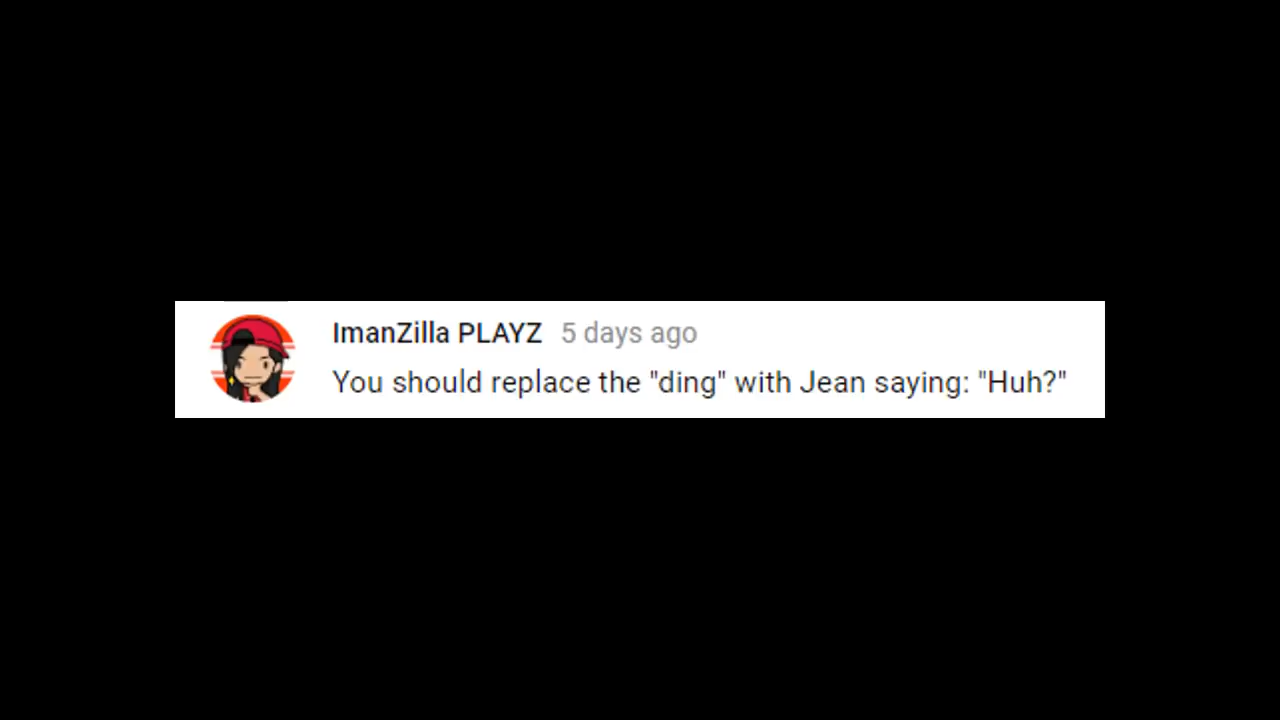 ImanZilla PLAYZ 5 days ago
You should replace the "ding" with Jean saying: "Huh?"